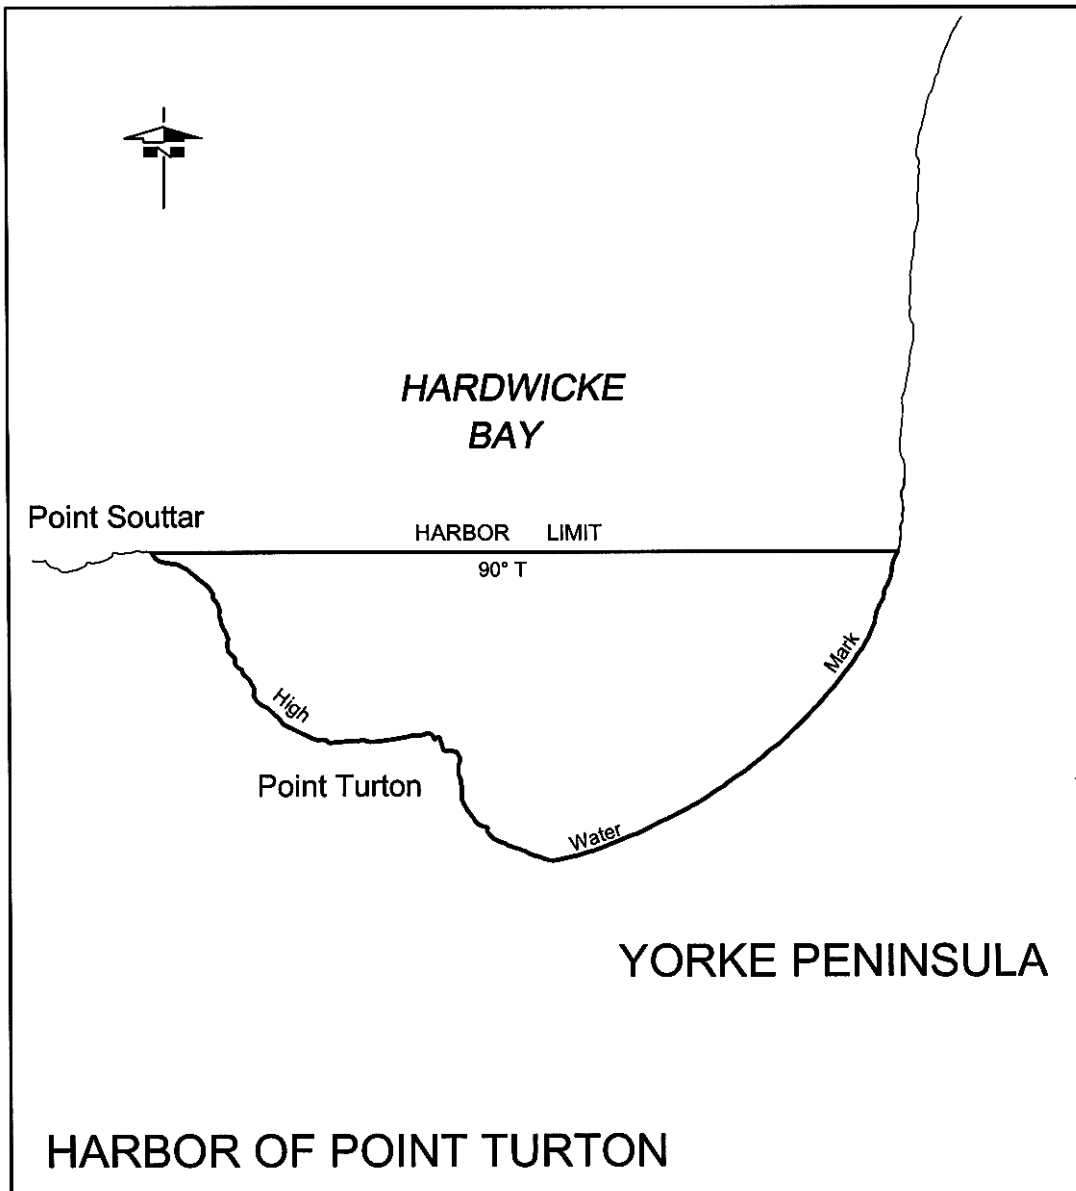 N
HARDWICKE
BAY
Point Souttar
HARBOR LIMIT
90° T
Mark
High
Point Turton
Water
YORKE PENINSULA
HARBOR OF POINT TURTON